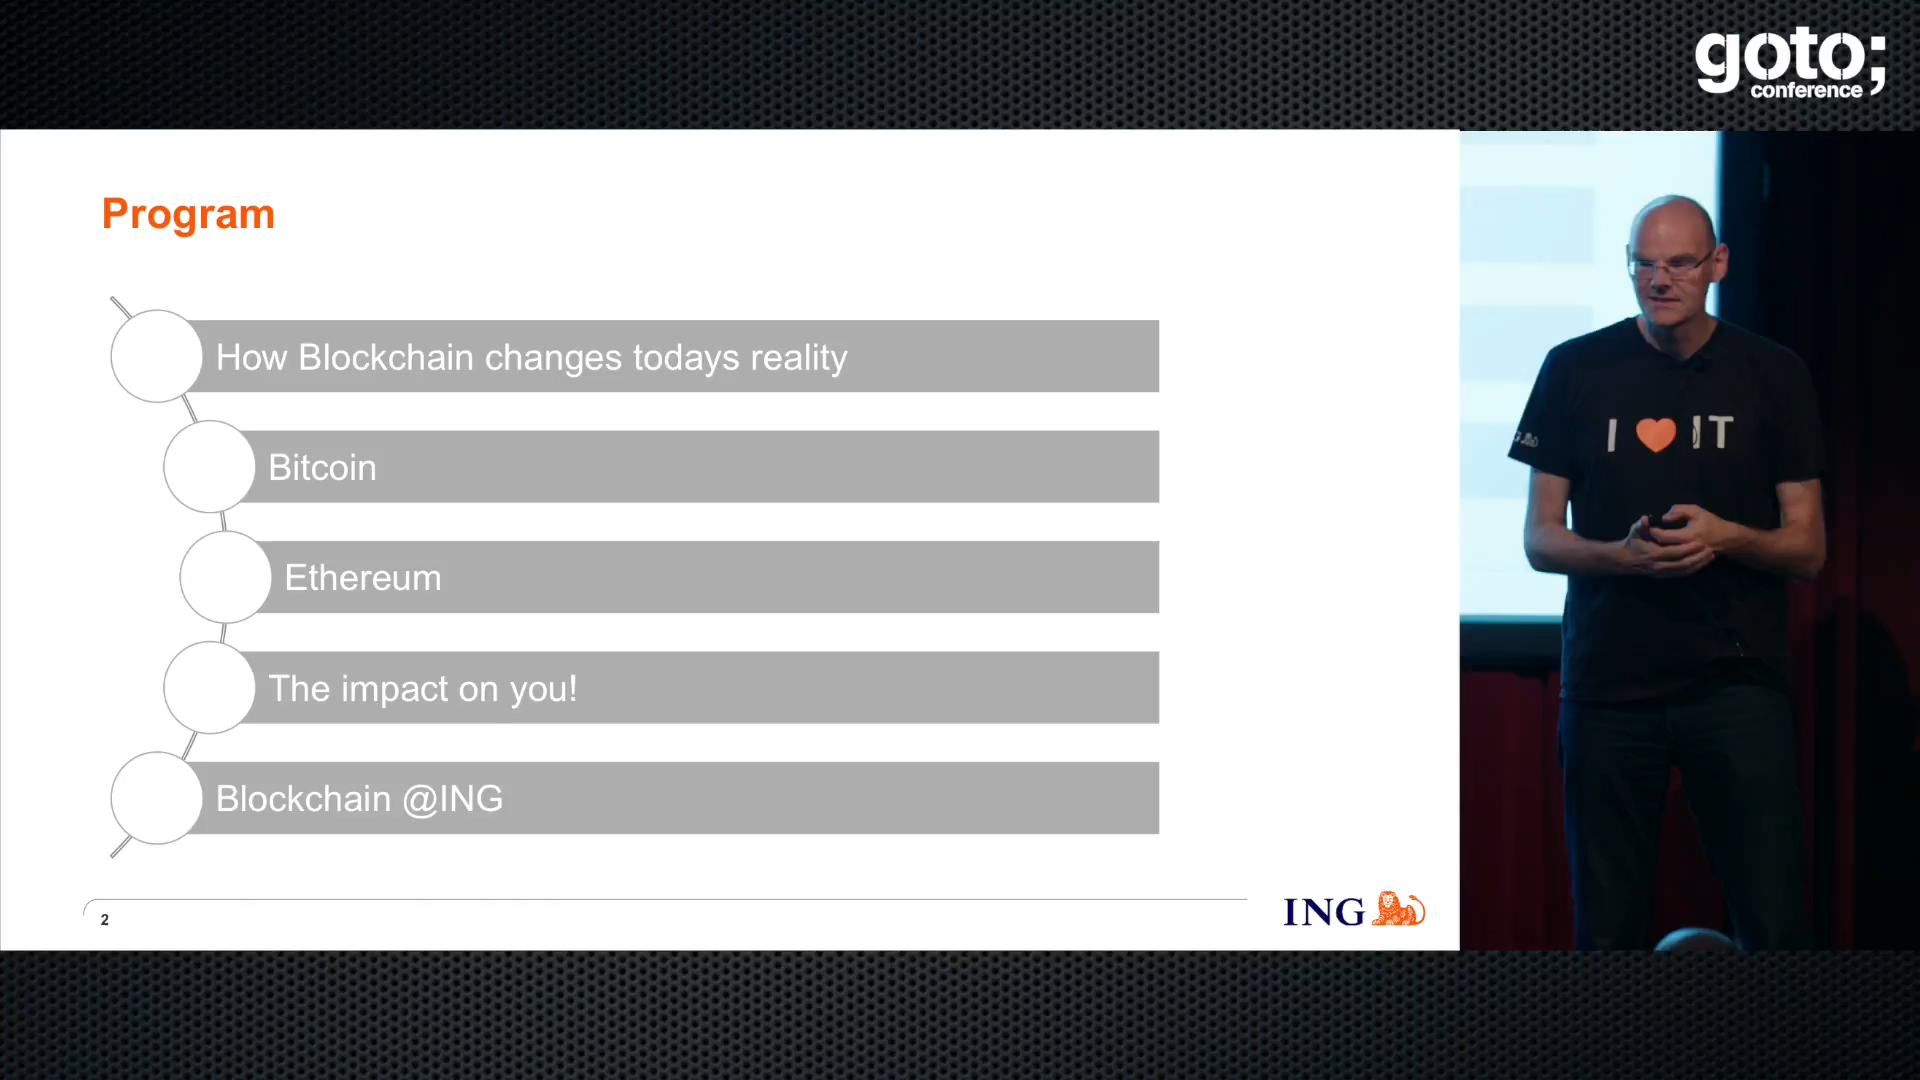 goto;
conference
Program
How Blockchain changes todays reality
Bitcoin
Ethereum
The impact on you!
Blockchain @ING
2
ING
I IT